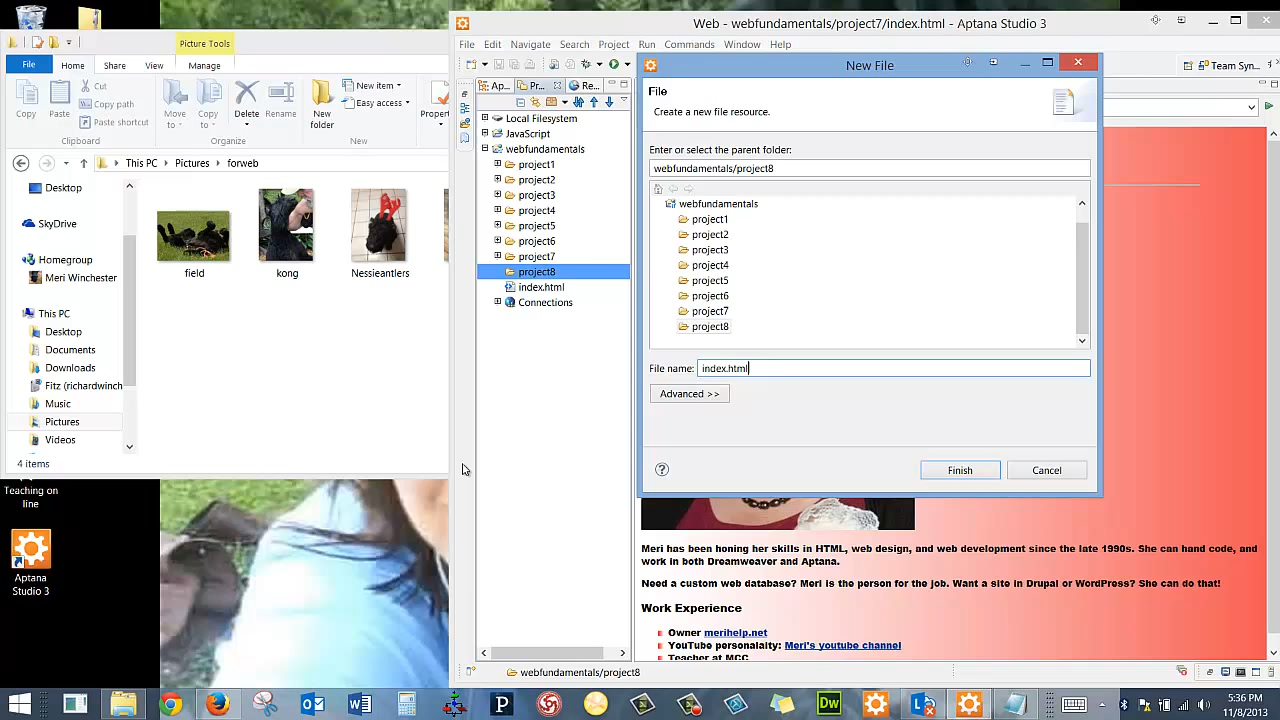 Web - webfundamentals/project7/index.html - Aptana Studio 3
Picture Tools
File Home Share View Manage
File Edit Navigate Search Project Run Commands Window Help
Copy
Paste
Cut
Copy path
Paste shortcut
Move to
Copy to
Delete
Rename
New folder
New item
Easy access
Clipboard
Organize
New
This PC
Pictures
forweb
Desktop
SkyDrive
Homegroup
Meri Winchester
This PC
Desktop
Documents
Downloads
Fitz (richardwinch
Music
Pictures
Videos
field
kong
Nessieantlers
4 items
Teaching on line
Aptana Studio 3
Ap...
Pr...
Re...
Team Syn...
Local Filesystem
JavaScript
webfundamentals
project1
project2
project3
project4
project5
project6
project7
project8
index.html
Connections
New File
File
Create a new file resource.
Enter or select the parent folder:
webfundamentals/project8
webfundamentals
project1
project2
project3
project4
project5
project6
project7
project8
File name: index.html
Advanced >>
Finish
Cancel
Meri has been honing her skills in HTML, web design, and web development since the late 1990s. She can hand code, and
work in both Dreamweaver and Aptana.
Need a custom web database? Meri is the person for the job. Want a site in Drupal or WordPress? She can do that!
Work Experience
Owner merihelp.net
YouTube personalalty: Meri's youtube channel
Teacher at MCC
webfundamentals/project8
5:36 PM
11/8/2013